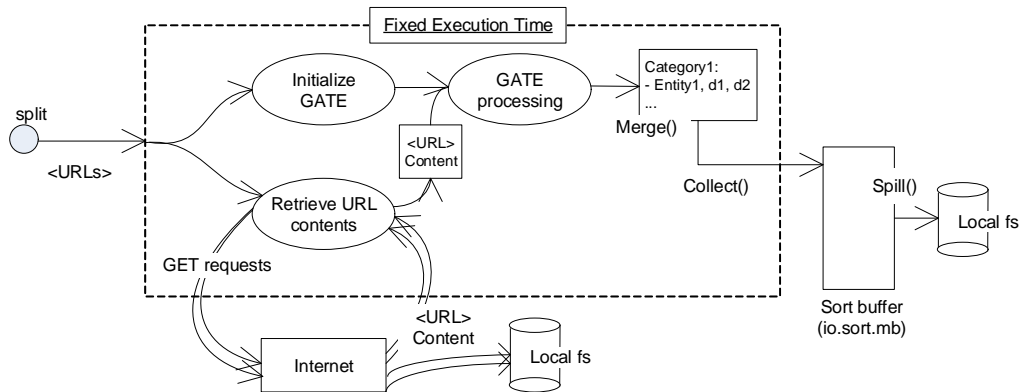 Fixed Execution Time
Initialize
GATE
GATE
processing
Category1:
- Entity1, d1, d2
...
split
Merge()
<URLs>
<URL>
Content
Collect()
Spill()
Retrieve URL
contents
Local fs
GET requests
<URL>
Content
Sort buffer
(io.sort.mb)
Internet
Local fs